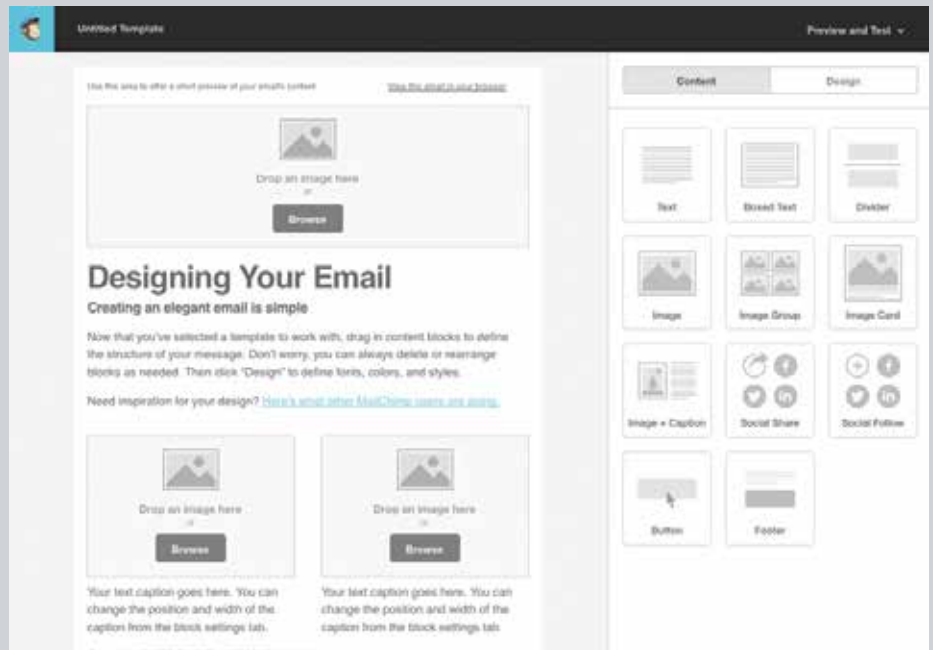 Untitled Template
Preview and Test
Use this area to offer a short preview of your email's content
View this email in your browser
Content
Design
Drop an image here
or
Browse
Designing Your Email
Creating an elegant email is simple
Now that you've selected a template to work with, drag in content blocks to define
the structure of your message. Don't worry, you can always delete or rearrange
blocks as needed. Then click "Design" to define fonts, colors, and styles.
Need inspiration for your design? Here's what other MailChimp users are doing.
Text
Boxed Text
Divider
Image
Image Group
Image Card
Image + Caption
Social Share
Social Follow
Button
Footer
Drop an image here
or
Browse
Drop an image here
or
Browse
Your text caption goes here. You can
change the position and width of the
caption from the block settings tab.
Your text caption goes here. You can
change the position and width of the
caption from the block settings tab.